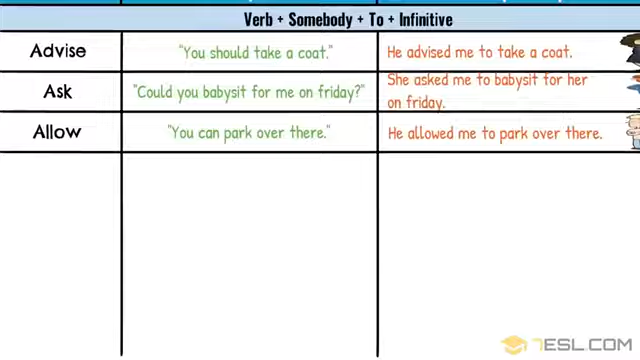 Verb + Somebody + To + Infinitive
Advise
"You should take a coat."
He advised me to take a coat.
Ask
"Could you babysit for me on friday?"
She asked me to babysit for her
on friday.
Allow
"You can park over there."
He allowed me to park over there.
7ESL.COM